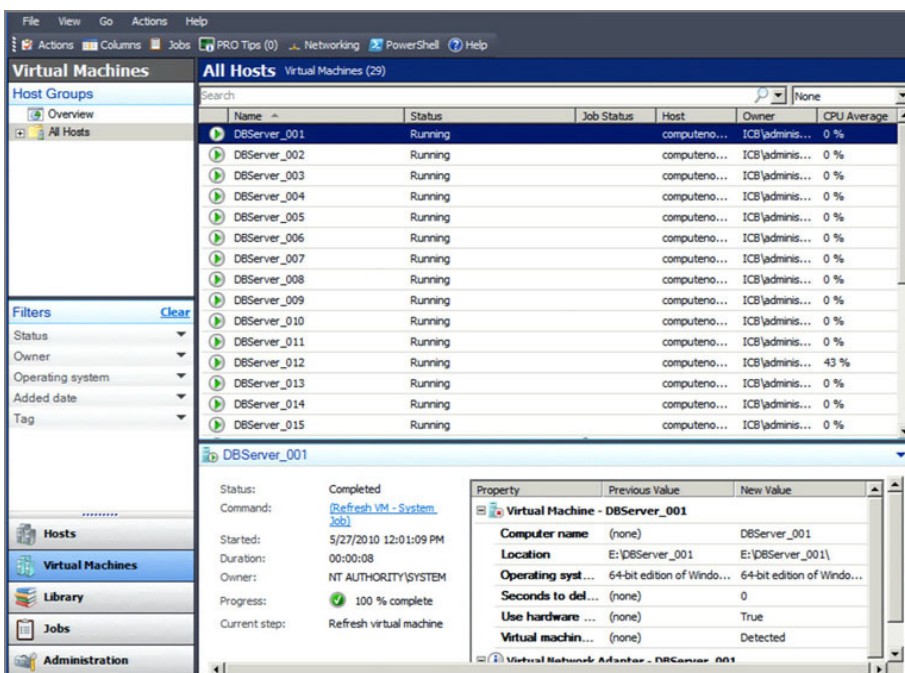 File View Go Actions Help
Actions Columns Jobs PRO Tips (0) Networking PowerShell Help
Virtual Machines
Host Groups
Overview
All Hosts
Filters Clear
Status
Owner
Operating system
Added date
Tag
Hosts
Virtual Machines
Library
Jobs
Administration
All Hosts Virtual Machines (29)
Search None
Name Status Job Status Host Owner CPU Average
DBServer_001 Running computeno... ICB\adminis... 0 %
DBServer_002 Running computeno... ICB\adminis... 0 %
DBServer_003 Running computeno... ICB\adminis... 0 %
DBServer_004 Running computeno... ICB\adminis... 0 %
DBServer_005 Running computeno... ICB\adminis... 0 %
DBServer_006 Running computeno... ICB\adminis... 0 %
DBServer_007 Running computeno... ICB\adminis... 0 %
DBServer_008 Running computeno... ICB\adminis... 0 %
DBServer_009 Running computeno... ICB\adminis... 0 %
DBServer_010 Running computeno... ICB\adminis... 0 %
DBServer_011 Running computeno... ICB\adminis... 0 %
DBServer_012 Running computeno... ICB\adminis... 43 %
DBServer_013 Running computeno... ICB\adminis... 0 %
DBServer_014 Running computeno... ICB\adminis... 0 %
DBServer_015 Running computeno... ICB\adminis... 0 %
DBServer_001
Status: Completed
Command: (Refresh VM - System
Job)
Started: 5/27/2010 12:01:09 PM
Duration: 00:00:08
Owner: NT AUTHORITY\SYSTEM
Progress: 100 % complete
Current step: Refresh virtual machine
Property Previous Value New Value
Virtual Machine - DBServer_001
Computer name (none) DBServer_001
Location E:\DBServer_001 E:\DBServer_001\
Operating syst... 64-bit edition of Windo... 64-bit edition of Windo...
Seconds to del... (none) 0
Use hardware ... (none) True
Virtual machin... (none) Detected
Virtual Network Adapter - DBServer_001